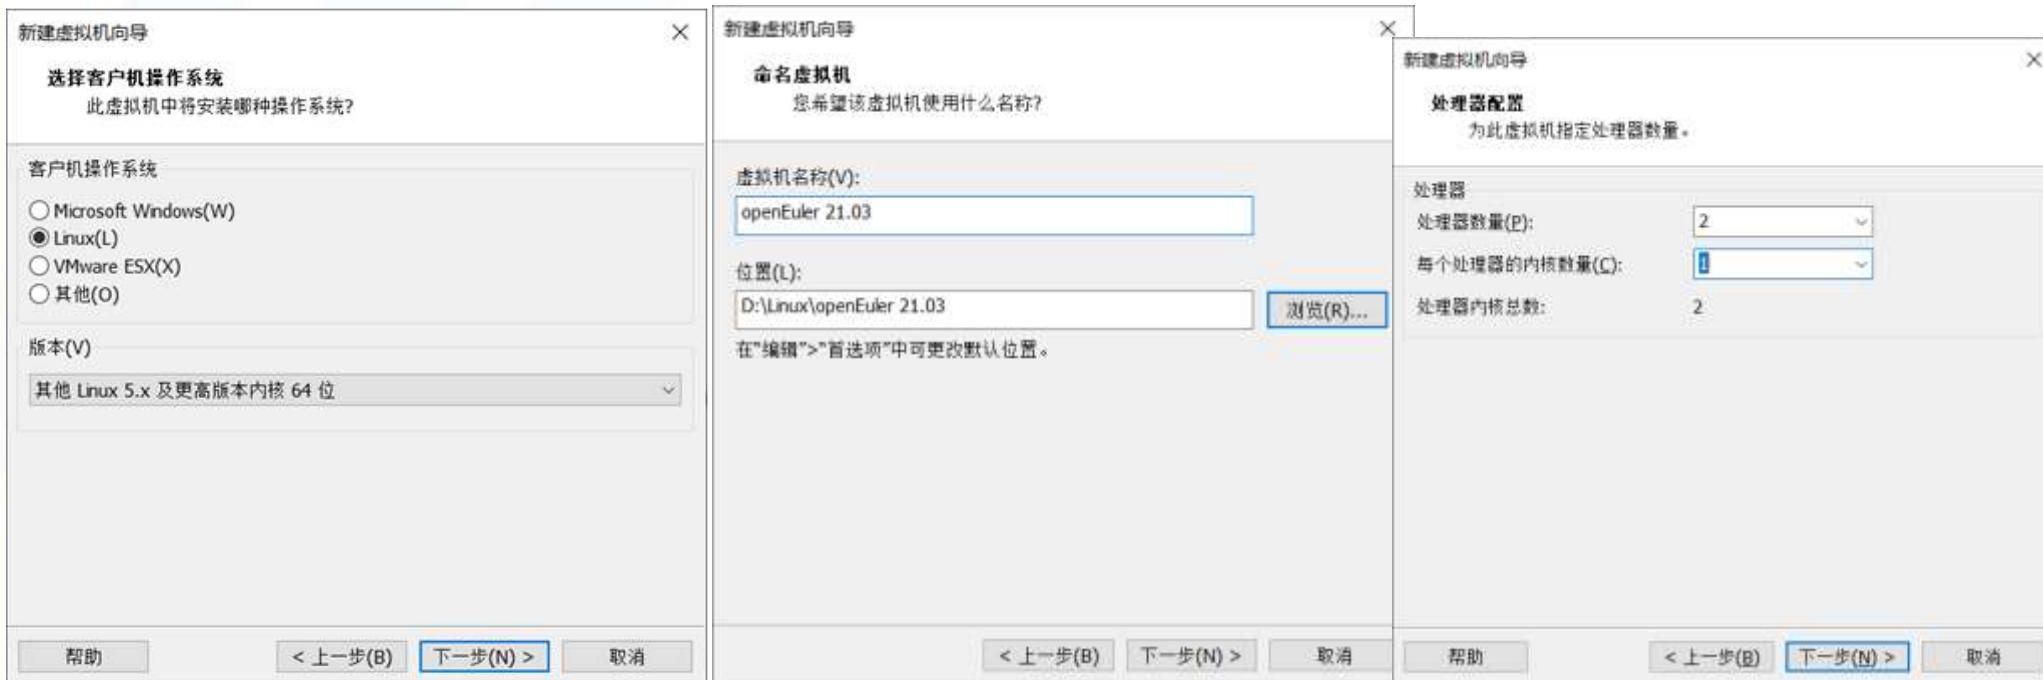 新建虚拟机向导
选择客户机操作系统
此虚拟机中将安装哪种操作系统?
客户机操作系统
Microsoft Windows(W)
Linux(L)
VMware ESX(X)
其他(O)
版本(V)
其他 Linux 5.x 及更高版本内核 64 位
帮助
< 上一步(B)
下一步(N) >
取消
新建虚拟机向导
命名虚拟机
您希望该虚拟机使用什么名称?
虚拟机名称(V):
openEuler 21.03
位置(L):
D:\Linux\openEuler 21.03
浏览(R)...
在"编辑">"首选项"中可更改默认位置。
< 上一步(B)
下一步(N) >
取消
新建虚拟机向导
处理器配置
为此虚拟机指定处理器数量。
处理器
处理器数量(P):
2
每个处理器的内核数量(C):
1
处理器内核总数:
2
帮助
< 上一步(B)
下一步(N) >
取消